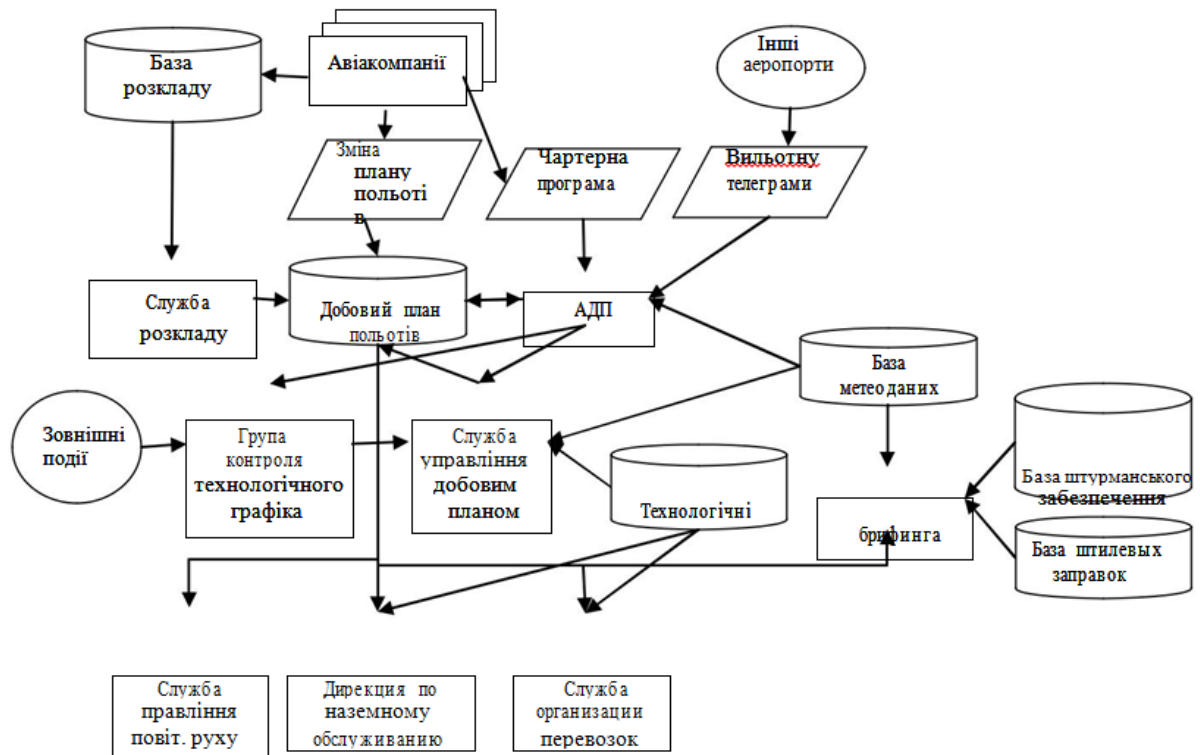 База
розкладу
Авіакомпанії
Інші
аеропорти
Зміна
плану
польоті
в
Чартерна
програма
Вильотну
телеграми
Служба
розкладу
Добовий план
польотів
АДП
База
метеоданих
Зовнішні
події
Група
контроля
технологічного
графіка
Служба
управління
добовим
планом
Технологічні
База штурманського
забезпечення
брифинга
База штилевых
заправок
Служба
правління
повіт. руху
Дирекция по
наземному
обслуживанию
Служба
организации
перевозок